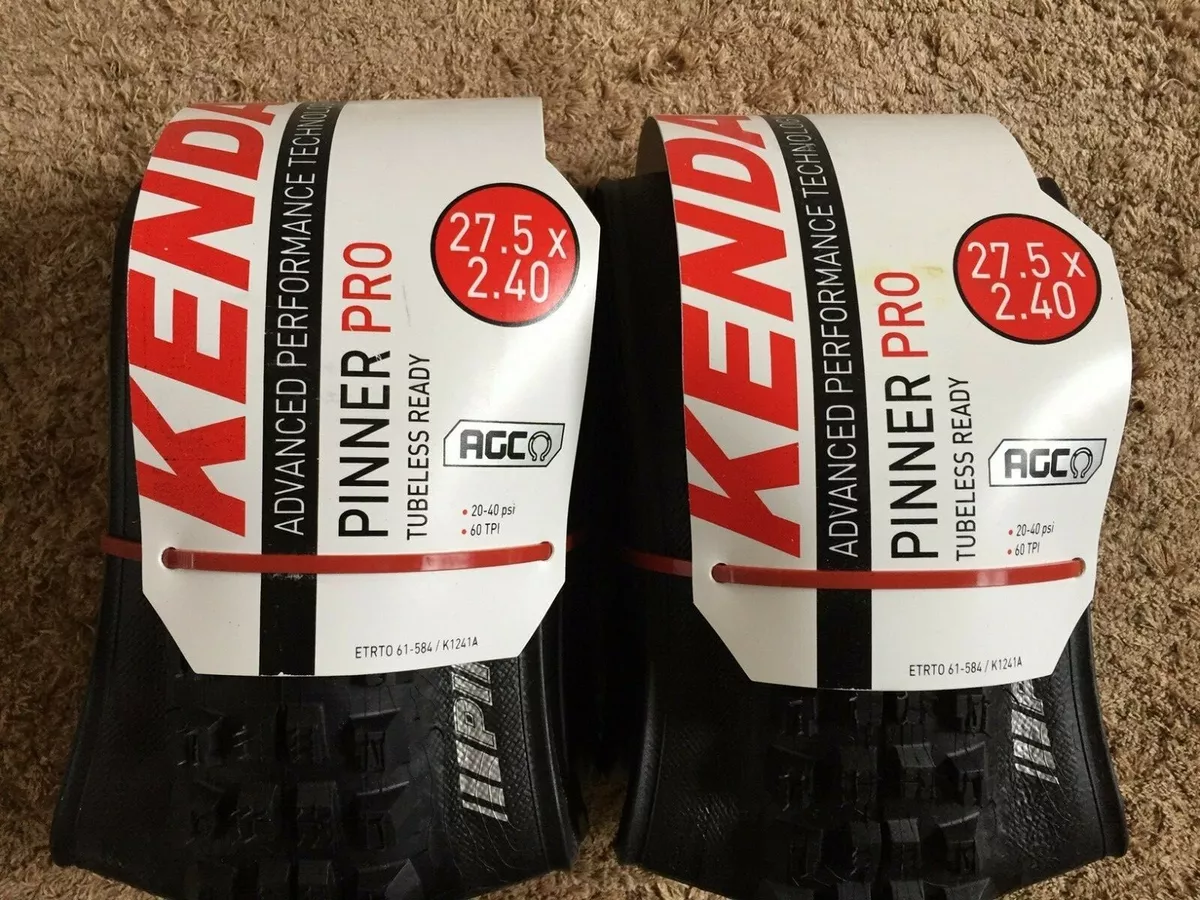 KENDA
ADVANCED PERFORMANCE TECHNOLOGY
PINNER PRO
TUBELESS READY
27.5 x
2.40
AGC
• 20-40 psi
• 60 TPI
ETRTO 61-584 / K1241A
KENDA
ADVANCED PERFORMANCE TECHNOLOGY
PINNER PRO
TUBELESS READY
27.5 x
2.40
AGC
• 20-40 psi
• 60 TPI
ETRTO 61-584 / K1241A